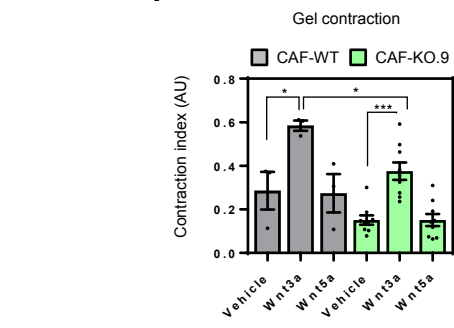 Gel contraction
CAF-WT CAF-KO.9
Contraction index (AU)
0.8
0.6
0.4
0.2
0.0
*
*
***
Vehicle
Wnt3a
Wnt5a
Vehicle
Wnt3a
Wnt5a